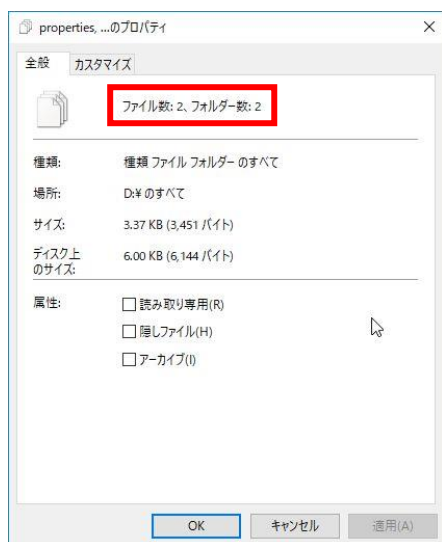 properties, ...のプロパティ
全般 カスタマイズ
ファイル数: 2、フォルダー数: 2
種類: 種類 ファイル フォルダー のすべて
場所: D:¥ のすべて
サイズ: 3.37 KB (3,451 バイト)
ディスク上
のサイズ: 6.00 KB (6,144 バイト)
属性: 読み取り専用(R)
隠しファイル(H)
アーカイブ(I)
OK キャンセル 適用(A)